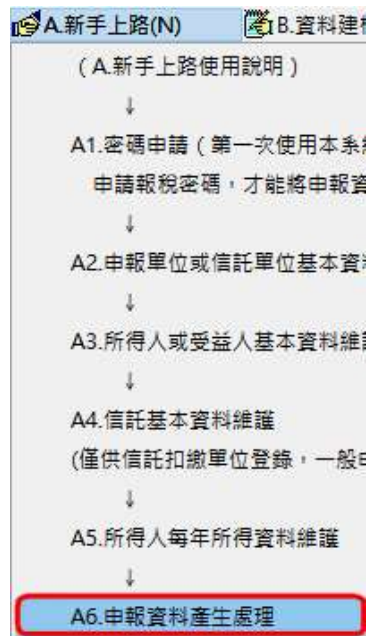 A.新手上路(N) B.資料建
(A.新手上路使用說明)
↓
A1.密碼申請(第一次使用本系
申請報稅密碼,才能將申報資
↓
A2.申報單位或信託單位基本資
↓
A3.所得人或受益人基本資料維
↓
A4.信託基本資料維護
(僅供信託扣繳單位登錄,一般
↓
A5.所得人每年所得資料維護
↓
A6.申報資料產生處理